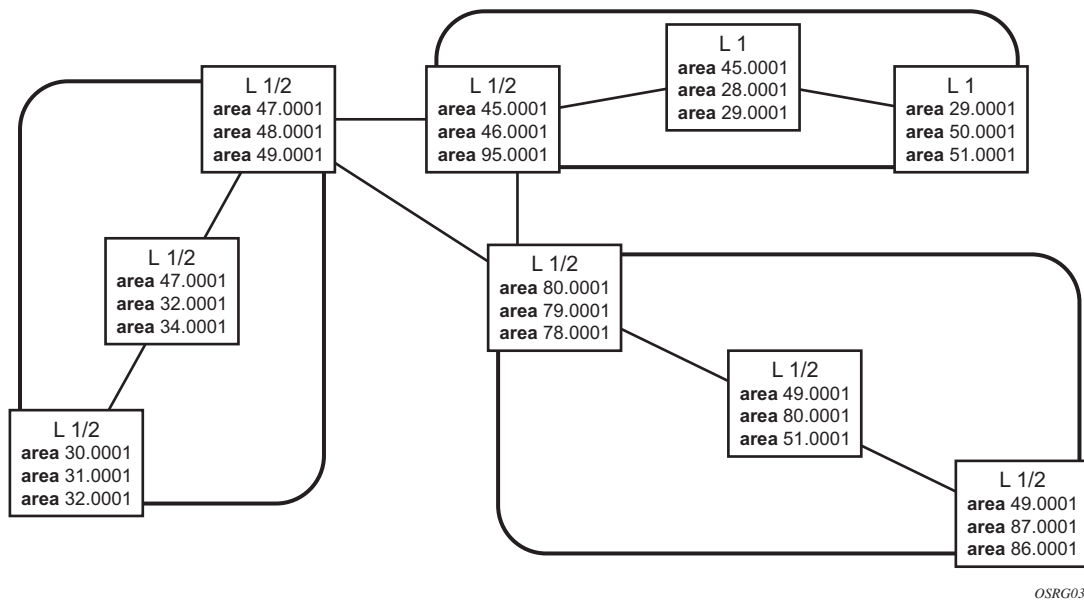 L 1
area 45.0001
area 28.0001
area 29.0001
L 1/2
area 47.0001
area 48.0001
area 49.0001
L 1/2
area 45.0001
area 46.0001
area 95.0001
L 1
area 29.0001
area 50.0001
area 51.0001
L 1/2
area 47.0001
area 32.0001
area 34.0001
L 1/2
area 80.0001
area 79.0001
area 78.0001
L 1/2
area 49.0001
area 80.0001
area 51.0001
L 1/2
area 30.0001
area 31.0001
area 32.0001
L 1/2
area 49.0001
area 87.0001
area 86.0001
OSRG03